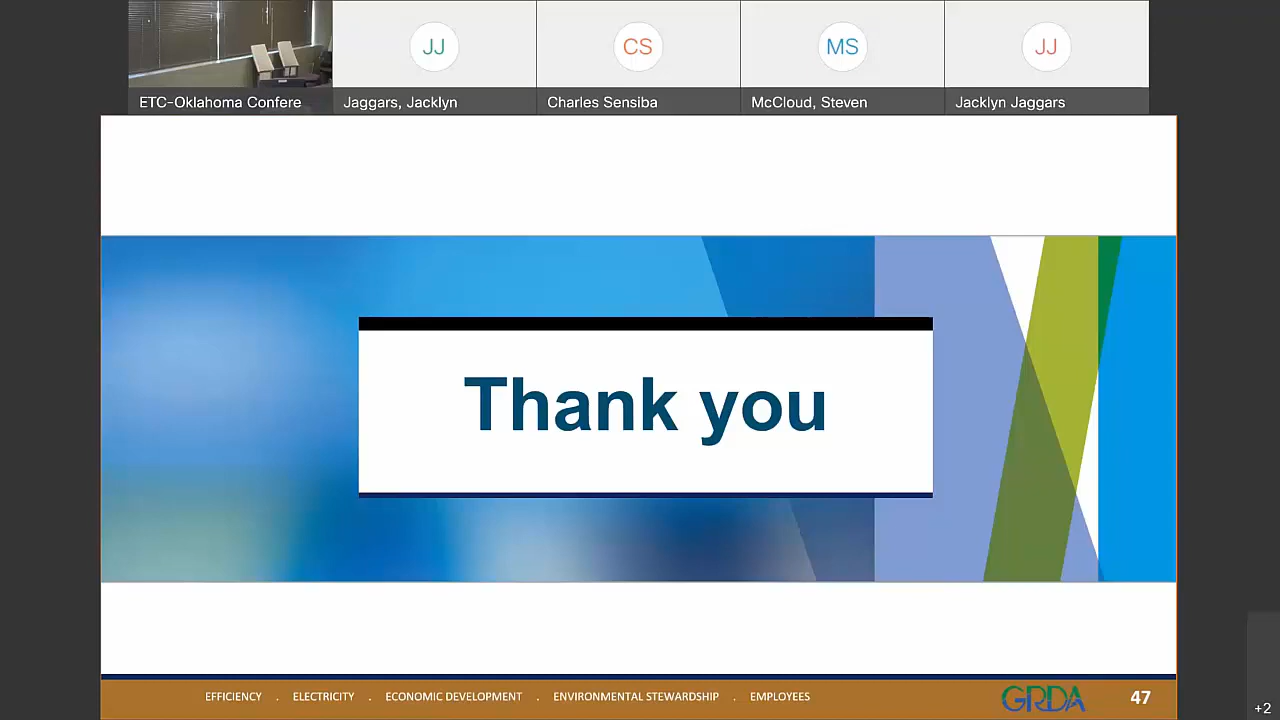 JJ
CS
MS
JJ
ETC-Oklahoma Confere
Jaggars, Jacklyn
Charles Sensiba
McCloud, Steven
Jacklyn Jaggars
Thank you
EFFICIENCY . ELECTRICITY . ECONOMIC DEVELOPMENT . ENVIRONMENTAL STEWARDSHIP . EMPLOYEES
GRDA
47
+2